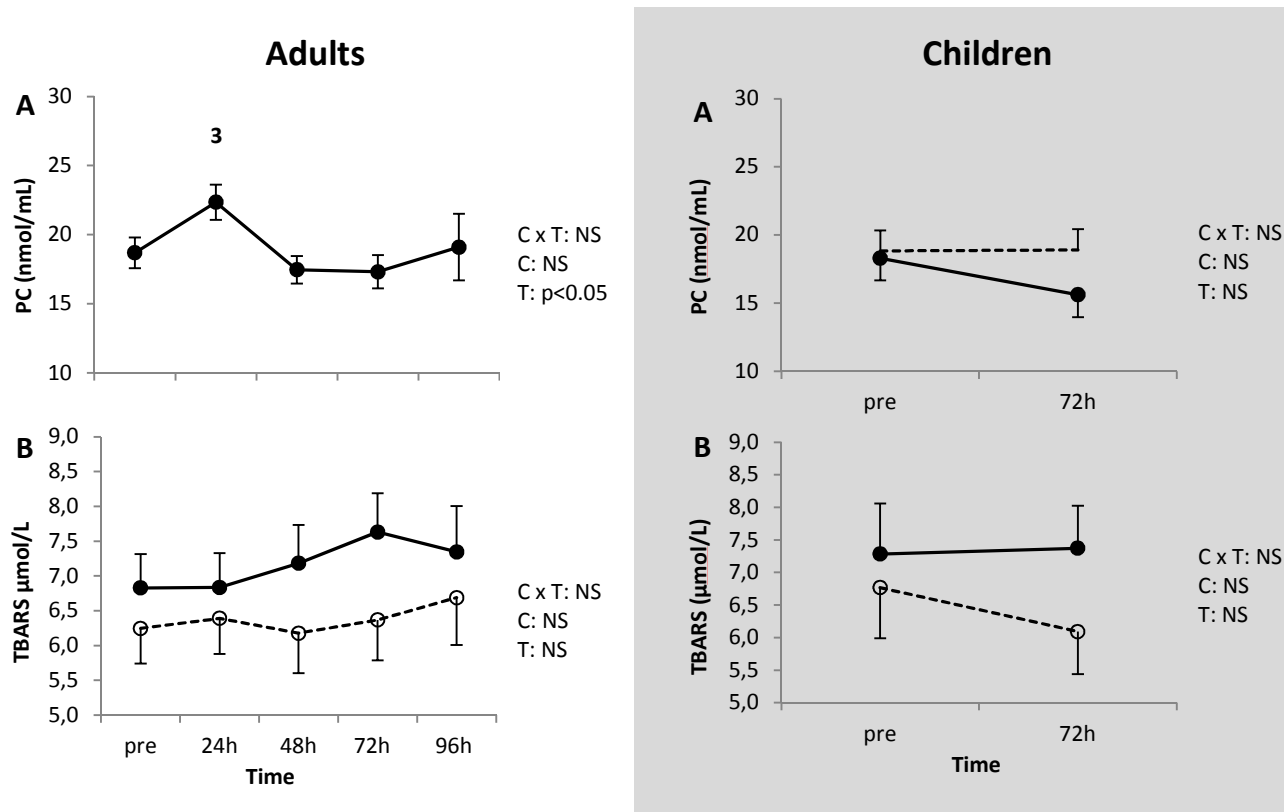 Adults
A
30
25
20
15
10
PC (nmol/mL)
3
C x T: NS
C: NS
T: p<0.05
B
9,0
8,5
8,0
7,5
7,0
6,5
6,0
5,5
5,0
TBARS µmol/L
C x T: NS
C: NS
T: NS
pre 24h 48h 72h 96h
Time
Children
A
30
25
20
15
10
PC (nmol/mL)
C x T: NS
C: NS
T: NS
pre 72h
B
9,0
8,5
8,0
7,5
7,0
6,5
6,0
5,5
5,0
TBARS (µmol/L)
C x T: NS
C: NS
T: NS
pre 72h
Time